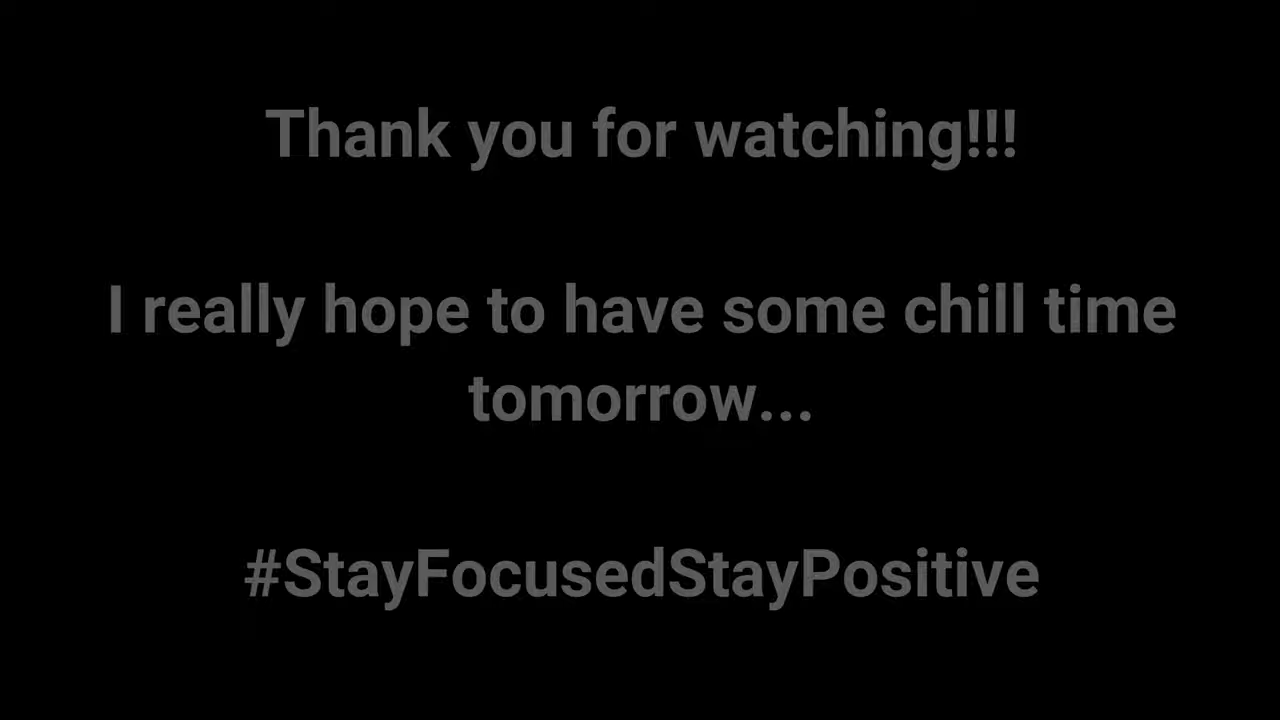 Thank you for watching!!!
I really hope to have some chill time
tomorrow...
#StayFocusedStayPositive